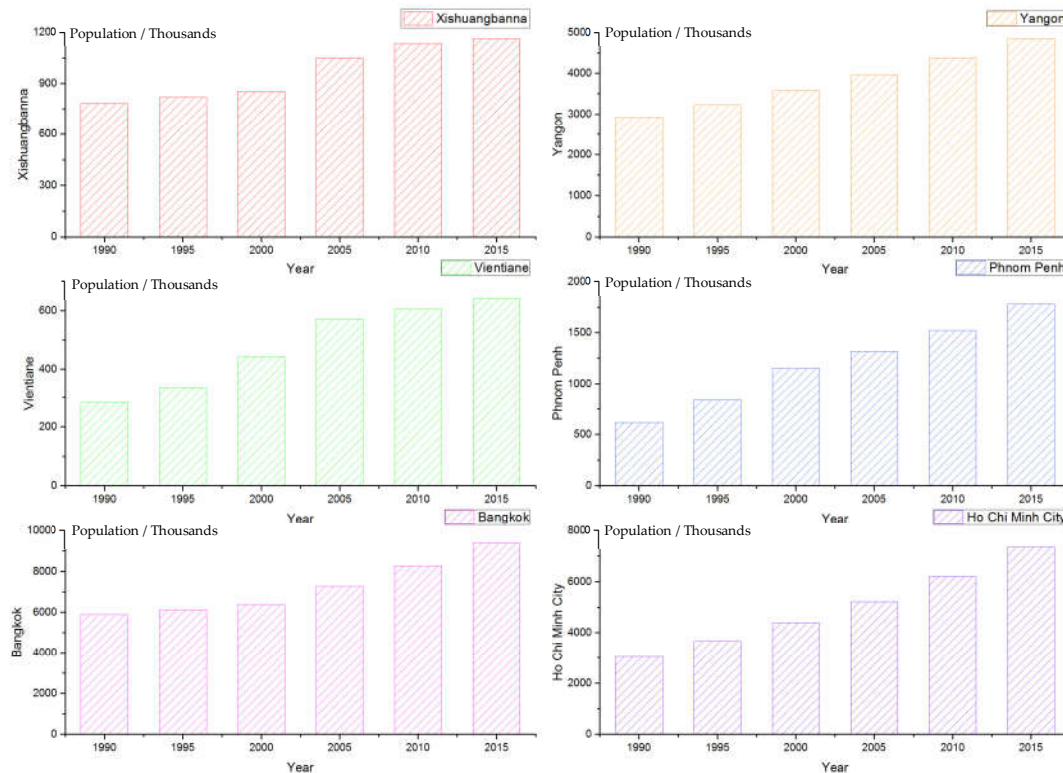 Xishuangbanna
Population / Thousands
1200
900
600
300
0
Xishuangbanna
1990 1995 2000 2005 2010 2015
Year
Yangon
Population / Thousands
5000
4000
3000
2000
1000
0
Yangon
1990 1995 2000 2005 2010 2015
Year
Vientiane
Population / Thousands
600
400
200
0
Vientiane
1990 1995 2000 2005 2010 2015
Year
Phnom Penh
Population / Thousands
2000
1500
1000
500
0
Phnom Penh
1990 1995 2000 2005 2010 2015
Year
Bangkok
Population / Thousands
10000
8000
6000
4000
2000
0
Bangkok
1990 1995 2000 2005 2010 2015
Year
Ho Chi Minh City
Population / Thousands
8000
6000
4000
2000
0
Ho Chi Minh City
1990 1995 2000 2005 2010 2015
Year